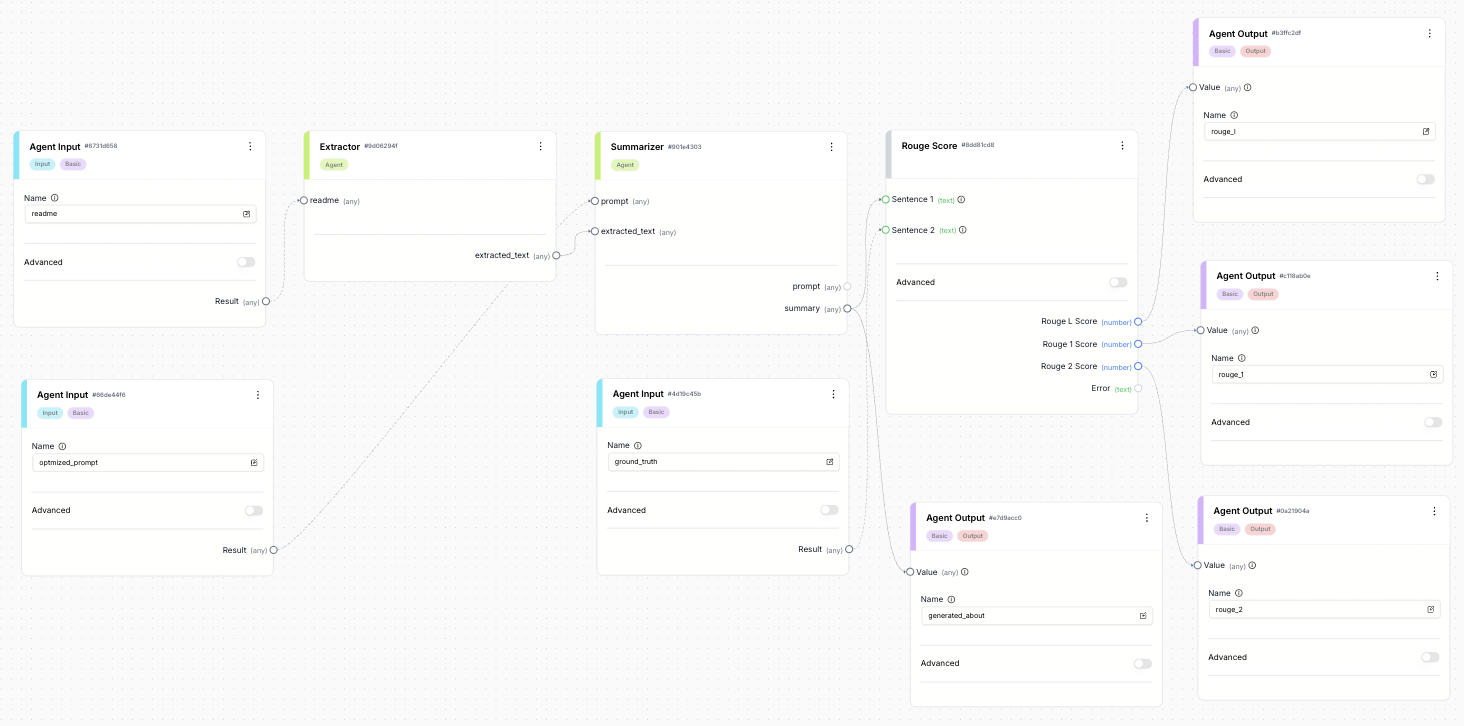 Agent Input #6731d658
Input Basic
Name
readme
Advanced
Result (any)
Extractor #9d06294f
Agent
readme (any)
extracted_text (any)
Summarizer #901e4303
Agent
prompt (any)
extracted_text (any)
prompt (any)
summary (any)
Rouge Score #8dd81cd8
Sentence 1 (text)
Sentence 2 (text)
Advanced
Rouge L Score (number)
Rouge 1 Score (number)
Rouge 2 Score (number)
Error (text)
Agent Output #b3ffc2df
Basic Output
Value (any)
Name
rouge_l
Advanced
Agent Output #c118ab0e
Basic Output
Value (any)
Name
rouge_1
Advanced
Agent Input #66de44f6
Input Basic
Name
optmized_prompt
Advanced
Result (any)
Agent Input #4d19c45b
Input Basic
Name
ground_truth
Advanced
Result (any)
Agent Output #e7d9acc0
Basic Output
Value (any)
Name
generated_about
Advanced
Agent Output #0a21904a
Basic Output
Value (any)
Name
rouge_2
Advanced